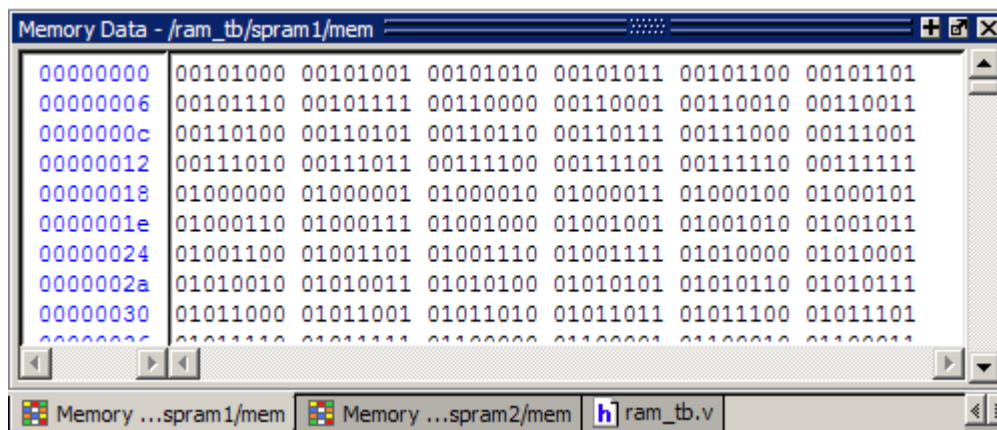 Memory Data - /ram_tb/spram1/mem
00000000 00101000 00101001 00101010 00101011 00101100 00101101
00000006 00101110 00101111 00110000 00110001 00110010 00110011
0000000c 00110100 00110101 00110110 00110111 00111000 00111001
00000012 00111010 00111011 00111100 00111101 00111110 00111111
00000018 01000000 01000001 01000010 01000011 01000100 01000101
0000001e 01000110 01000111 01001000 01001001 01001010 01001011
00000024 01001100 01001101 01001110 01001111 01010000 01010001
0000002a 01010010 01010011 01010100 01010101 01010110 01010111
00000030 01011000 01011001 01011010 01011011 01011100 01011101
Memory ...spram1/mem Memory ...spram2/mem h ram_tb.v